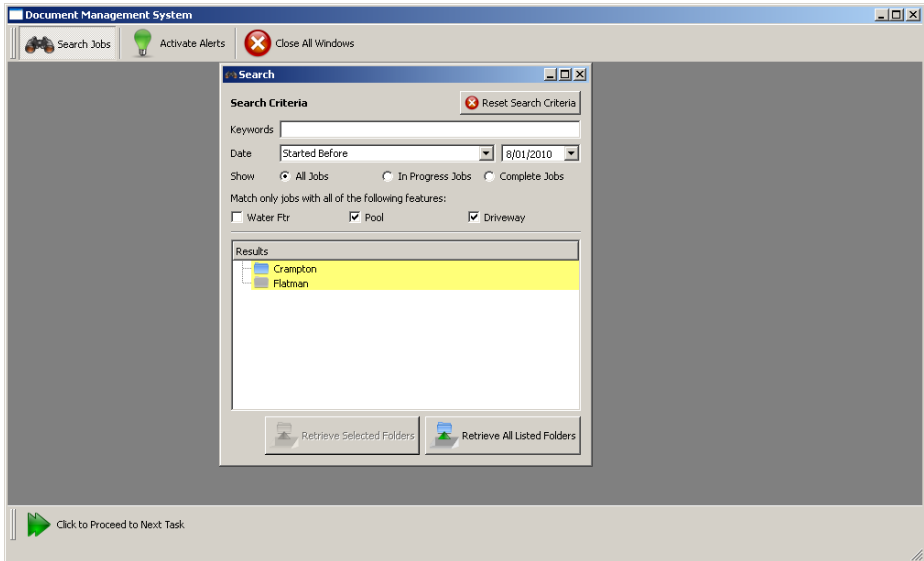 Document Management System
Search Jobs Activate Alerts Close All Windows
Search
Search Criteria Reset Search Criteria
Keywords
Date Started Before 8/01/2010
Show All Jobs In Progress Jobs Complete Jobs
Match only jobs with all of the following features:
Water Ftr Pool Driveway
Results
Crampton
Flatman
Retrieve Selected Folders Retrieve All Listed Folders
Click to Proceed to Next Task